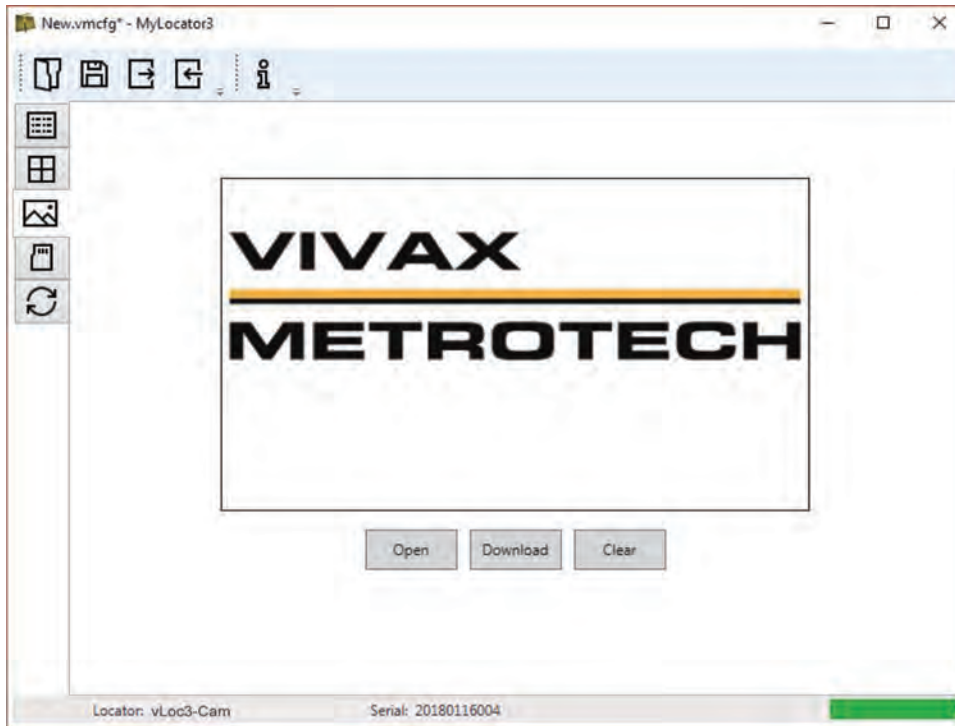 New.vmcfg* - MyLocator3
VIVAX
METROTECH
Open Download Clear
Locator: vLoc3-Cam Serial: 20180116004